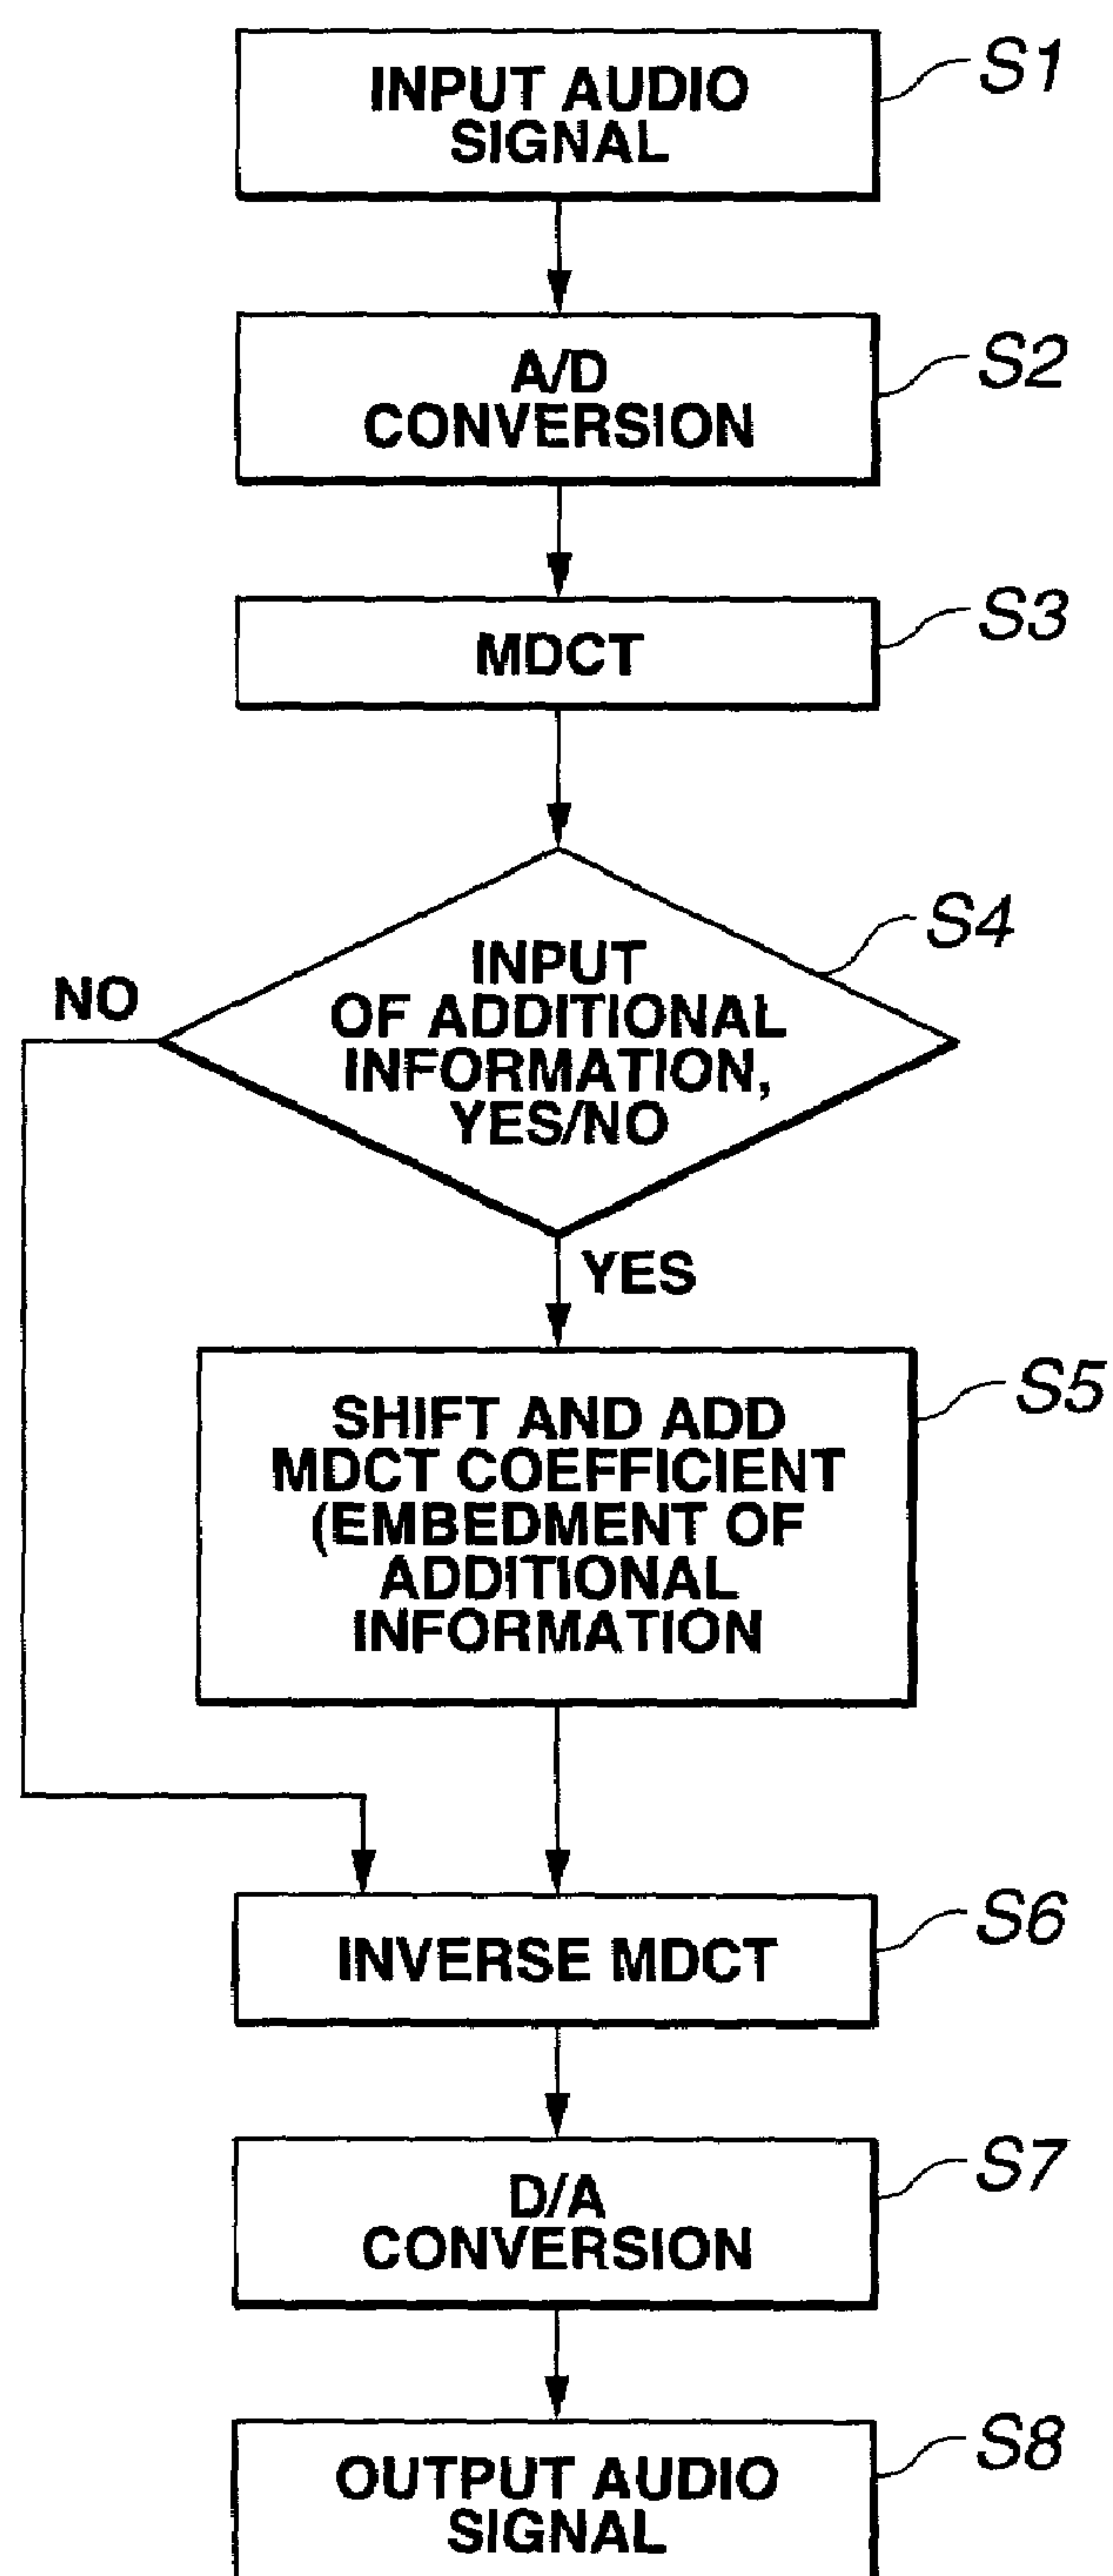 INPUT AUDIO
SIGNAL
S1
A/D
CONVERSION
S2
MDCT
S3
INPUT
OF ADDITIONAL
INFORMATION,
YES/NO
S4
NO
YES
SHIFT AND ADD
MDCT COEFFICIENT
(EMBEDMENT OF
ADDITIONAL
INFORMATION
S5
INVERSE MDCT
S6
D/A
CONVERSION
S7
OUTPUT AUDIO
SIGNAL
S8